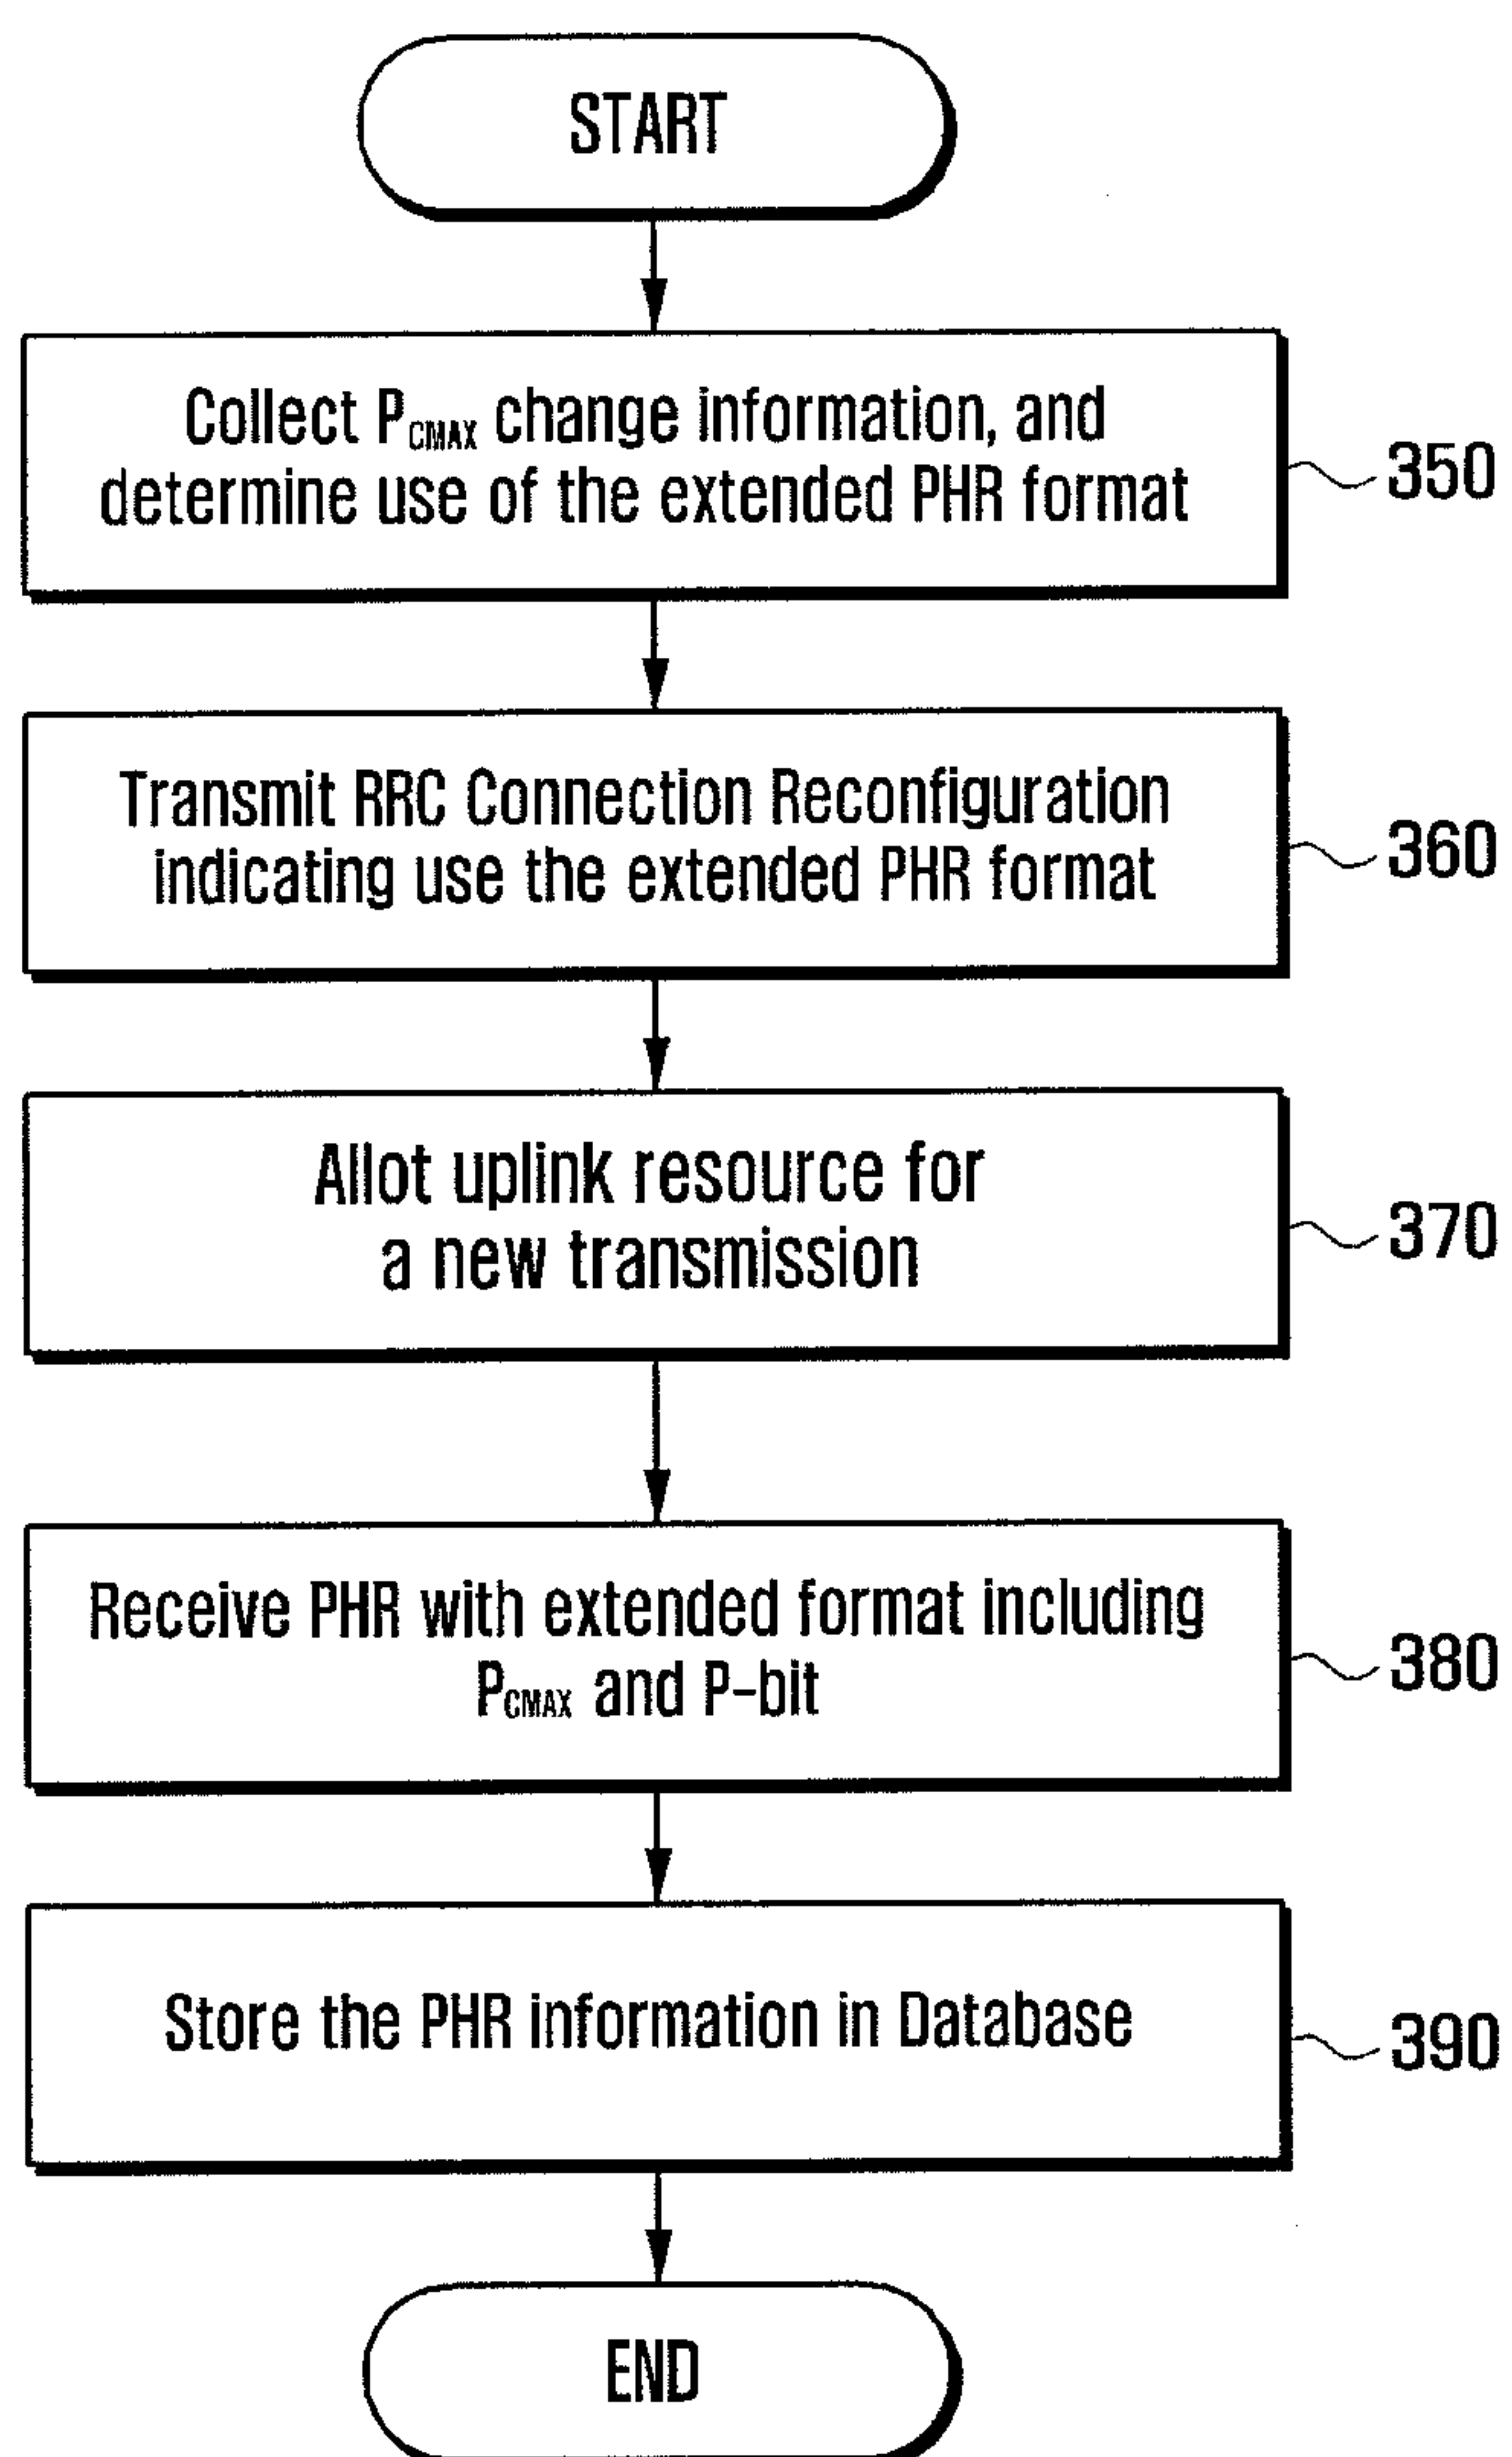 START
Collect PCMAX change information, and
determine use of the extended PHR format
350
Transmit RRC Connection Reconfiguration
indicating use the extended PHR format
360
Allot uplink resource for
a new transmission
370
Receive PHR with extended format including
PCMAX and P-bit
380
Store the PHR information in Database
390
END